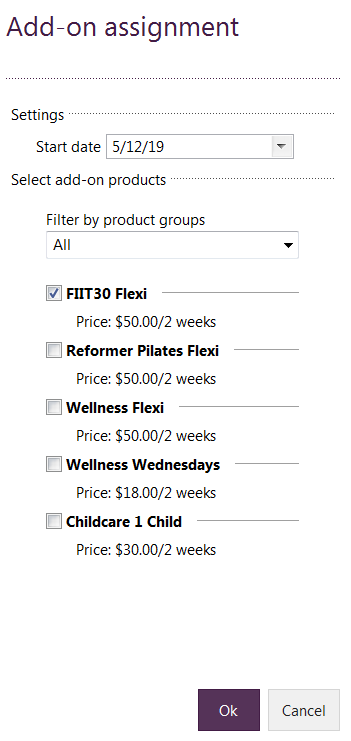 Add-on assignment
Settings
Start date 5/12/19
Select add-on products
Filter by product groups
All
FIIT30 Flexi
Price: $50.00/2 weeks
Reformer Pilates Flexi
Price: $50.00/2 weeks
Wellness Flexi
Price: $50.00/2 weeks
Wellness Wednesdays
Price: $18.00/2 weeks
Childcare 1 Child
Price: $30.00/2 weeks
Ok Cancel